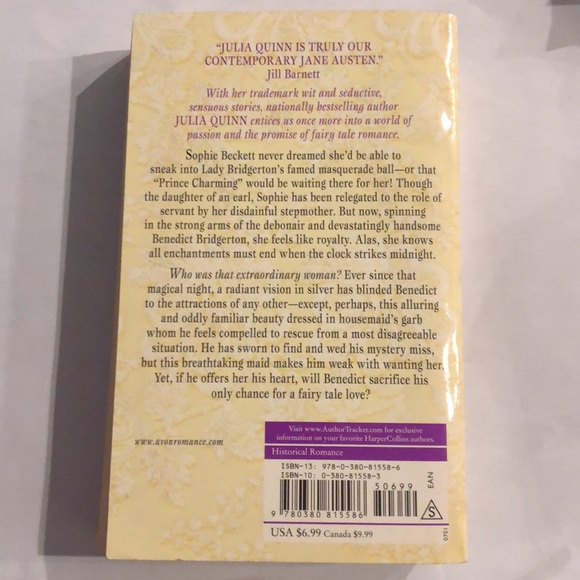 “JULIA QUINN IS TRULY OUR
CONTEMPORARY JANE AUSTEN.”
Jill Barnett
With her trademark wit and seductive,
sensuous stories, nationally bestselling author
JULIA QUINN entices us once more into a world of
passion and the promise of fairy tale romance.
Sophie Beckett never dreamed she’d be able to
sneak into Lady Bridgerton’s famed masquerade ball—or that
“Prince Charming” would be waiting there for her! Though
the daughter of an earl, Sophie has been relegated to the role of
servant by her disdainful stepmother. But now, spinning
in the strong arms of the debonair and devastatingly handsome
Benedict Bridgerton, she feels like royalty. Alas, she knows
all enchantments must end when the clock strikes midnight.
Who was that extraordinary woman? Ever since that
magical night, a radiant vision in silver has blinded Benedict
to the attractions of any other—except, perhaps, this alluring
and oddly familiar beauty dressed in housemaid’s garb
whom he feels compelled to rescue from a most disagreeable
situation. He has sworn to find and wed his mystery miss,
but this breathtaking maid makes him weak with wanting her.
Yet, if he offers her his heart, will Benedict sacrifice his
only chance for a fairy tale love?
www.avonromance.com
Visit www.AuthorTracker.com for exclusive
information on your favorite HarperCollins authors.
Historical Romance
ISBN-13: 978-0-380-81558-6
ISBN-10: 0-380-81558-3
50699
EAN
S
9 780380 815586
USA $6.99 Canada $9.99
0701